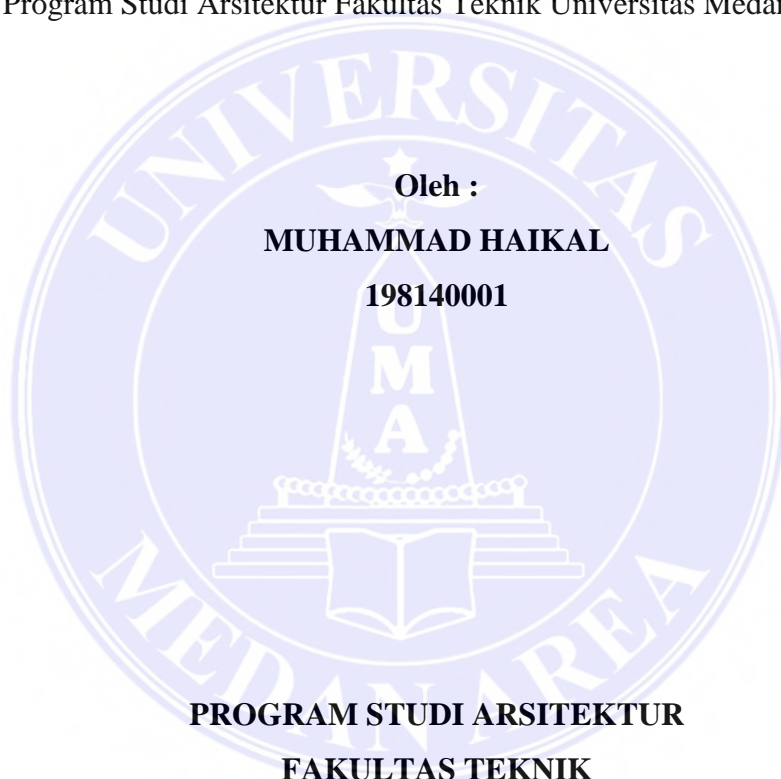 Program Studi Arsitektur Fakultas Teknik Universitas Medan
UNIVERSITAS
Oleh :
MUHAMMAD HAIKAL
198140001
U
M
A
MEDAN AREA
PROGRAM STUDI ARSITEKTUR
FAKULTAS TEKNIK